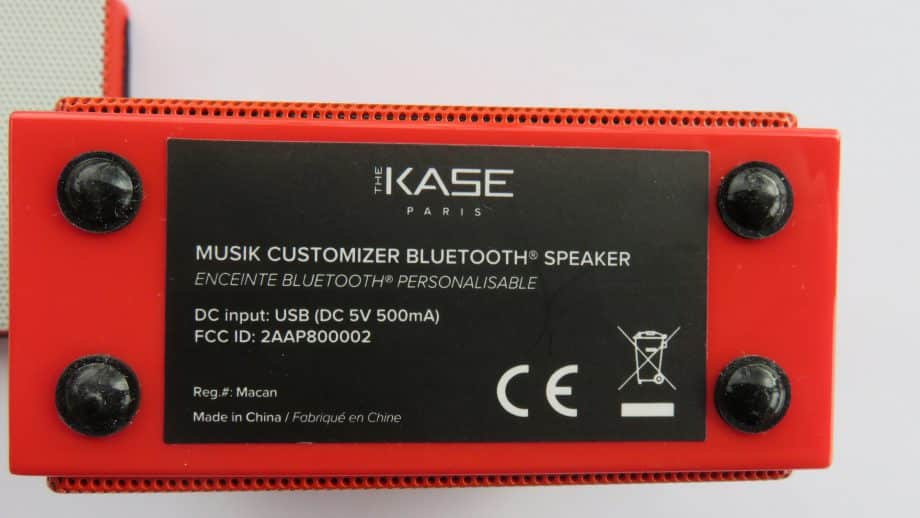 THE KASE
PARIS
MUSIK CUSTOMIZER BLUETOOTH® SPEAKER
ENCEINTE BLUETOOTH® PERSONALISABLE
DC input: USB (DC 5V 500mA)
FCC ID: 2AAP800002
Reg.#: Macan
Made in China / Fabriqué en Chine
CE